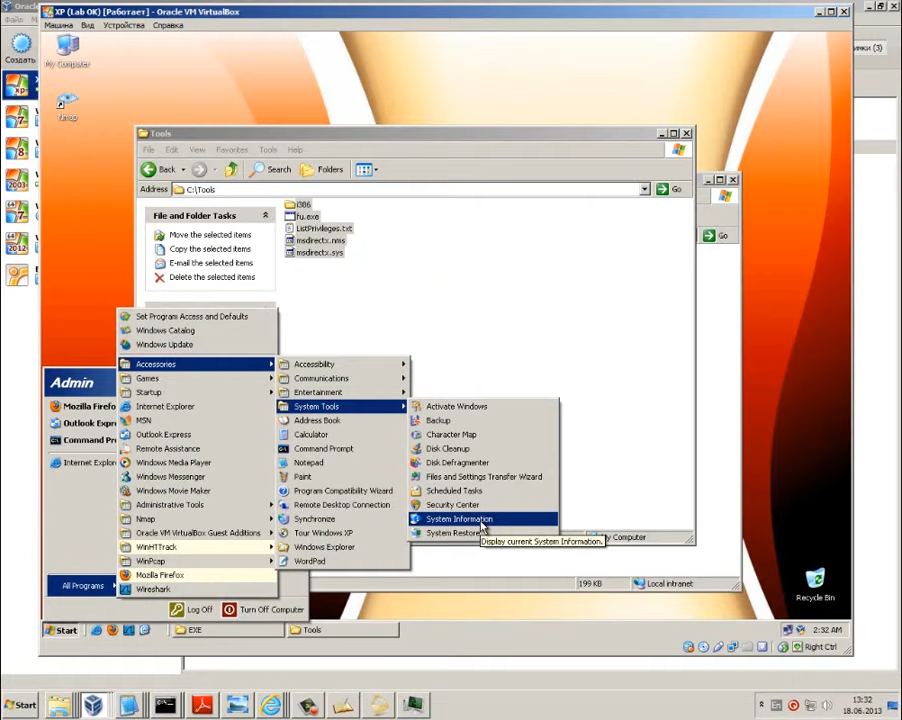 XP (Lab OK) [Работает] - Oracle VM VirtualBox
Машина Вид Устройства Справка
Создать
My Computer
Nmap
Tools
File Edit View Favorites Tools Help
Back Search Folders
Address C:\Tools Go
File and Folder Tasks
Move the selected items
Copy the selected items
E-mail the selected items
Delete the selected items
i386
fu.exe
ListPrivileges.txt
msdirectx.nms
msdirectx.sys
Go
Set Program Access and Defaults
Windows Catalog
Windows Update
Accessories
Games
Startup
Internet Explorer
MSN
Outlook Express
Remote Assistance
Windows Media Player
Windows Messenger
Windows Movie Maker
Administrative Tools
Nmap
Oracle VM VirtualBox Guest Additions
WinHTTrack
WinPcap
Mozilla Firefox
Wireshark
Accessibility
Communications
Entertainment
System Tools
Address Book
Calculator
Command Prompt
Notepad
Paint
Program Compatibility Wizard
Remote Desktop Connection
Synchronize
Tour Windows XP
Windows Explorer
WordPad
Activate Windows
Backup
Character Map
Disk Cleanup
Disk Defragmenter
Files and Settings Transfer Wizard
Scheduled Tasks
Security Center
System Information
System Restore
Display current System Information.
Computer
199 KB Local intranet
Admin
Mozilla Firefo
Outlook Expre
Command Pro
Internet Explo
All Programs
Log Off Turn Off Computer
Recycle Bin
Start EXE Tools 2:32 AM
Right Ctrl
Start En 13:32
18.06.2013